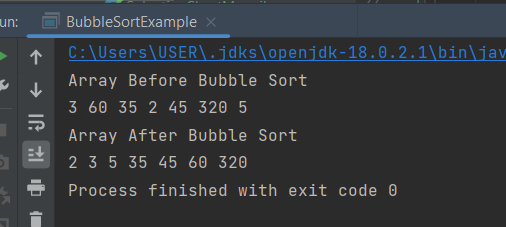 un: BubbleSortExample ×
C:\Users\USER\.jdks\openjdk-18.0.2.1\bin\jav
Array Before Bubble Sort
3 60 35 2 45 320 5
Array After Bubble Sort
2 3 5 35 45 60 320
Process finished with exit code 0